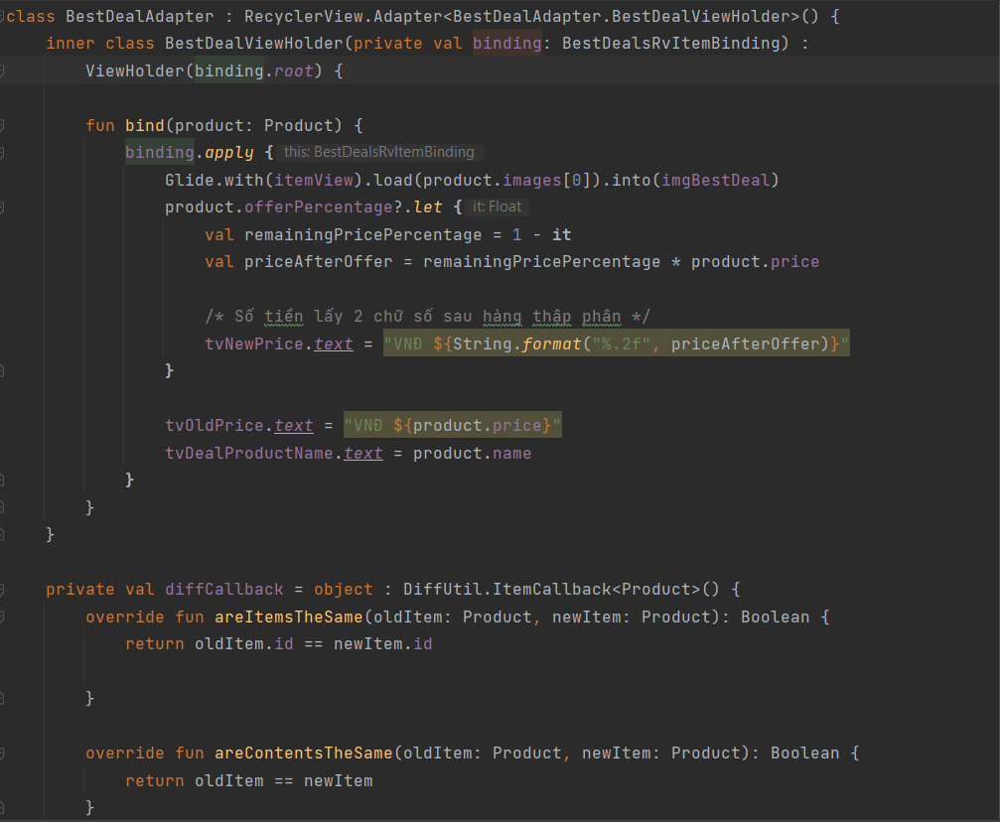 class BestDealAdapter : RecyclerView.Adapter<BestDealAdapter.BestDealViewHolder>() {
inner class BestDealViewHolder(private val binding: BestDealsRvItemBinding) :
ViewHolder(binding.root) {
fun bind(product: Product) {
binding.apply { this: BestDealsRvItemBinding
Glide.with(itemView).load(product.images[0]).into(imgBestDeal)
product.offerPercentage?.let { it: Float
val remainingPricePercentage = 1 - it
val priceAfterOffer = remainingPricePercentage * product.price
/* Số tiền lấy 2 chữ số sau hàng thập phân */
tvNewPrice.text = "VNĐ ${String.format("%.2f", priceAfterOffer)}"
}
tvOldPrice.text = "VNĐ ${product.price}"
tvDealProductName.text = product.name
}
}
}
private val diffCallback = object : DiffUtil.ItemCallback<Product>() {
override fun areItemsTheSame(oldItem: Product, newItem: Product): Boolean {
return oldItem.id == newItem.id
}
override fun areContentsTheSame(oldItem: Product, newItem: Product): Boolean {
return oldItem == newItem
}